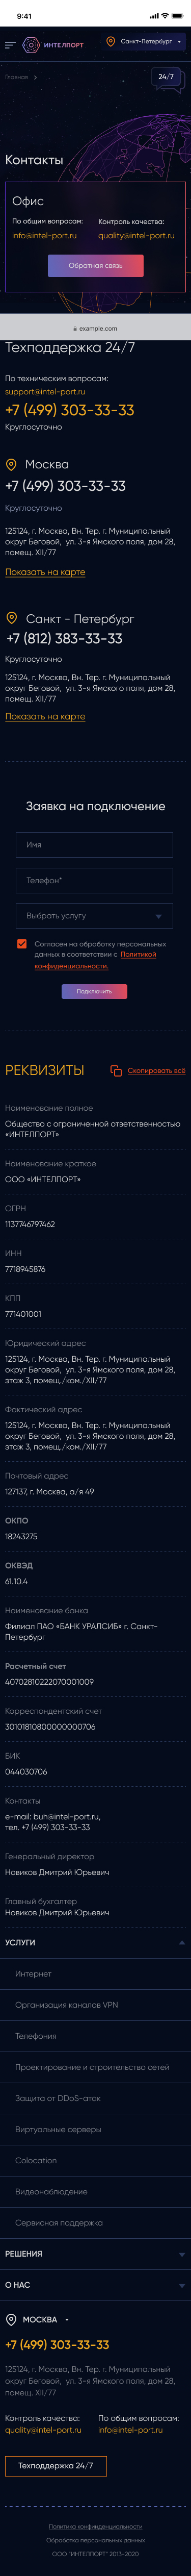 9:41
ИНТЕЛПОРТ
Санкт-Петербург
Главная
24/7
Контакты
Офис
По общим вопросам:
info@intel-port.ru
Контроль качества:
quality@intel-port.ru
Обратная связь
example.com
Техподдержка 24/7
По техническим вопросам:
support@intel-port.ru
+7 (499) 303-33-33
Круглосуточно
Москва
+7 (499) 303-33-33
Круглосуточно
125124, г. Москва, Вн. Тер. г. Муниципальный
округ Беговой, ул. 3-я Ямского поля, дом 28,
помещ. XII/77
Показать на карте
Санкт - Петербург
+7 (812) 383-33-33
Круглосуточно
125124, г. Москва, Вн. Тер. г. Муниципальный
округ Беговой, ул. 3-я Ямского поля, дом 28,
помещ. XII/77
Показать на карте
Заявка на подключение
Имя
Телефон*
Выбрать услугу
Согласен на обработку персональных
данных в соответствии с Политикой
конфиденциальности.
Подключить
РЕКВИЗИТЫ
Скопировать всё
Наименование полное
Общество с ограниченной ответственностью
«ИНТЕЛПОРТ»
Наименование краткое
ООО «ИНТЕЛПОРТ»
ОГРН
1137746797462
ИНН
7718945876
КПП
771401001
Юридический адрес
125124, г. Москва, Вн. Тер. г. Муниципальный
округ Беговой, ул. 3-я Ямского поля, дом 28,
этаж 3, помещ./ком./XII/77
Фактический адрес
125124, г. Москва, Вн. Тер. г. Муниципальный
округ Беговой, ул. 3-я Ямского поля, дом 28,
этаж 3, помещ./ком./XII/77
Почтовый адрес
127137, г. Москва, а/я 49
ОКПО
18243275
ОКВЭД
61.10.4
Наименование банка
Филиал ПАО «БАНК УРАЛСИБ» г. Санкт-
Петербург
Расчетный счет
40702810222070001009
Корреспондентский счет
30101810800000000706
БИК
044030706
Контакты
e-mail: buh@intel-port.ru,
тел. +7 (499) 303-33-33
Генеральный директор
Новиков Дмитрий Юрьевич
Главный бухгалтер
Новиков Дмитрий Юрьевич
УСЛУГИ
Интернет
Организация каналов VPN
Телефония
Проектирование и строительство сетей
Защита от DDoS-атак
Виртуальные серверы
Colocation
Видеонаблюдение
Сервисная поддержка
РЕШЕНИЯ
О НАС
МОСКВА
+7 (499) 303-33-33
125124, г. Москва, Вн. Тер. г. Муниципальный
округ Беговой, ул. 3-я Ямского поля, дом 28,
помещ. XII/77
Контроль качества:
quality@intel-port.ru
По общим вопросам:
info@intel-port.ru
Техподдержка 24/7
Политика конфиденциальности
Обработка персональных данных
ООО "ИНТЕЛПОРТ" 2013-2020